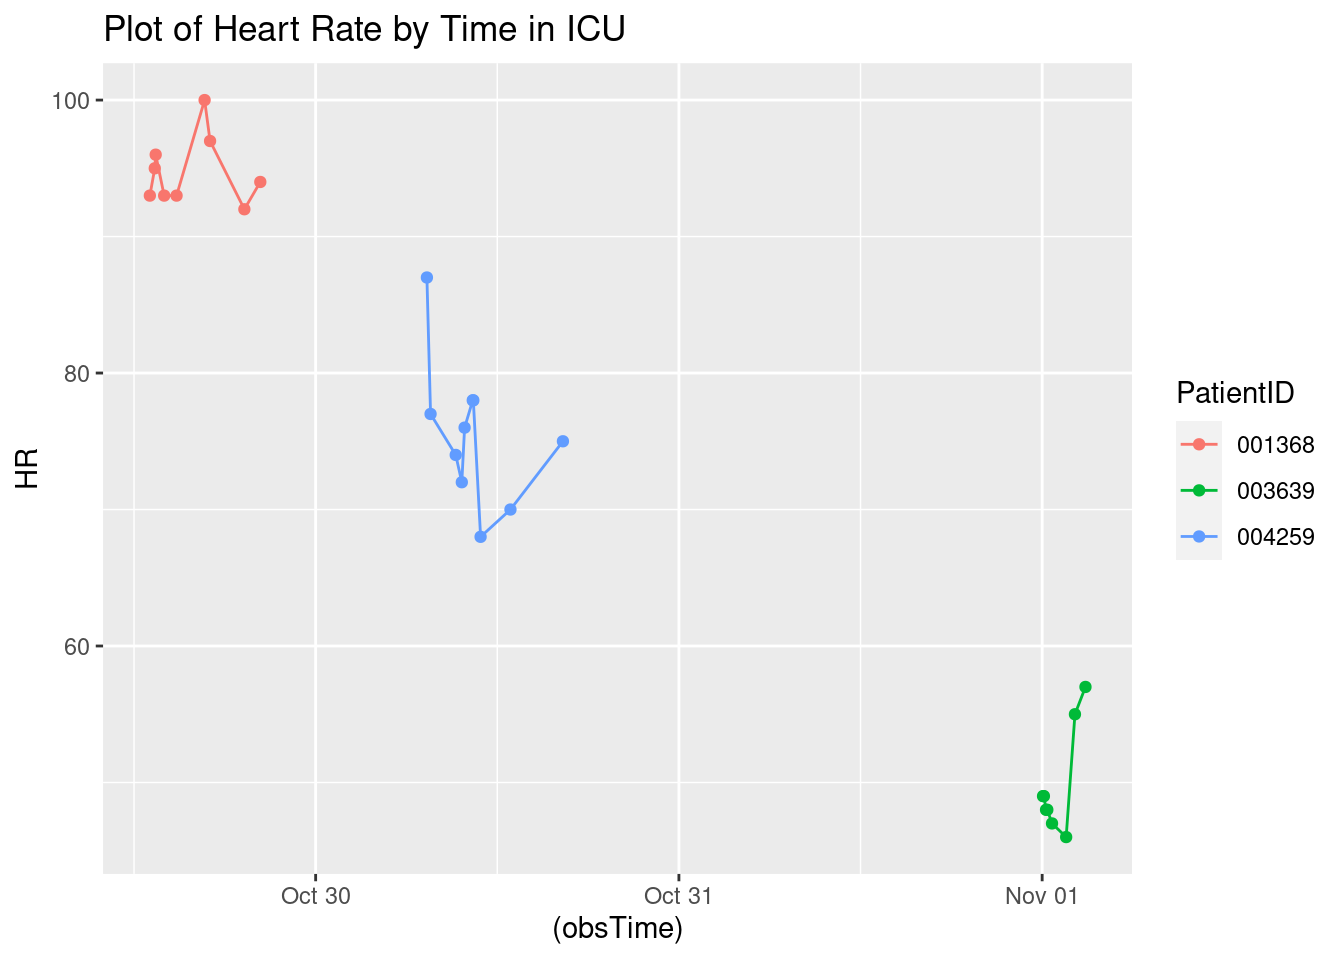 Plot of Heart Rate by Time in ICU
100
80
60
HR
Oct 30
Oct 31
Nov 01
(obsTime)
PatientID
001368
003639
004259